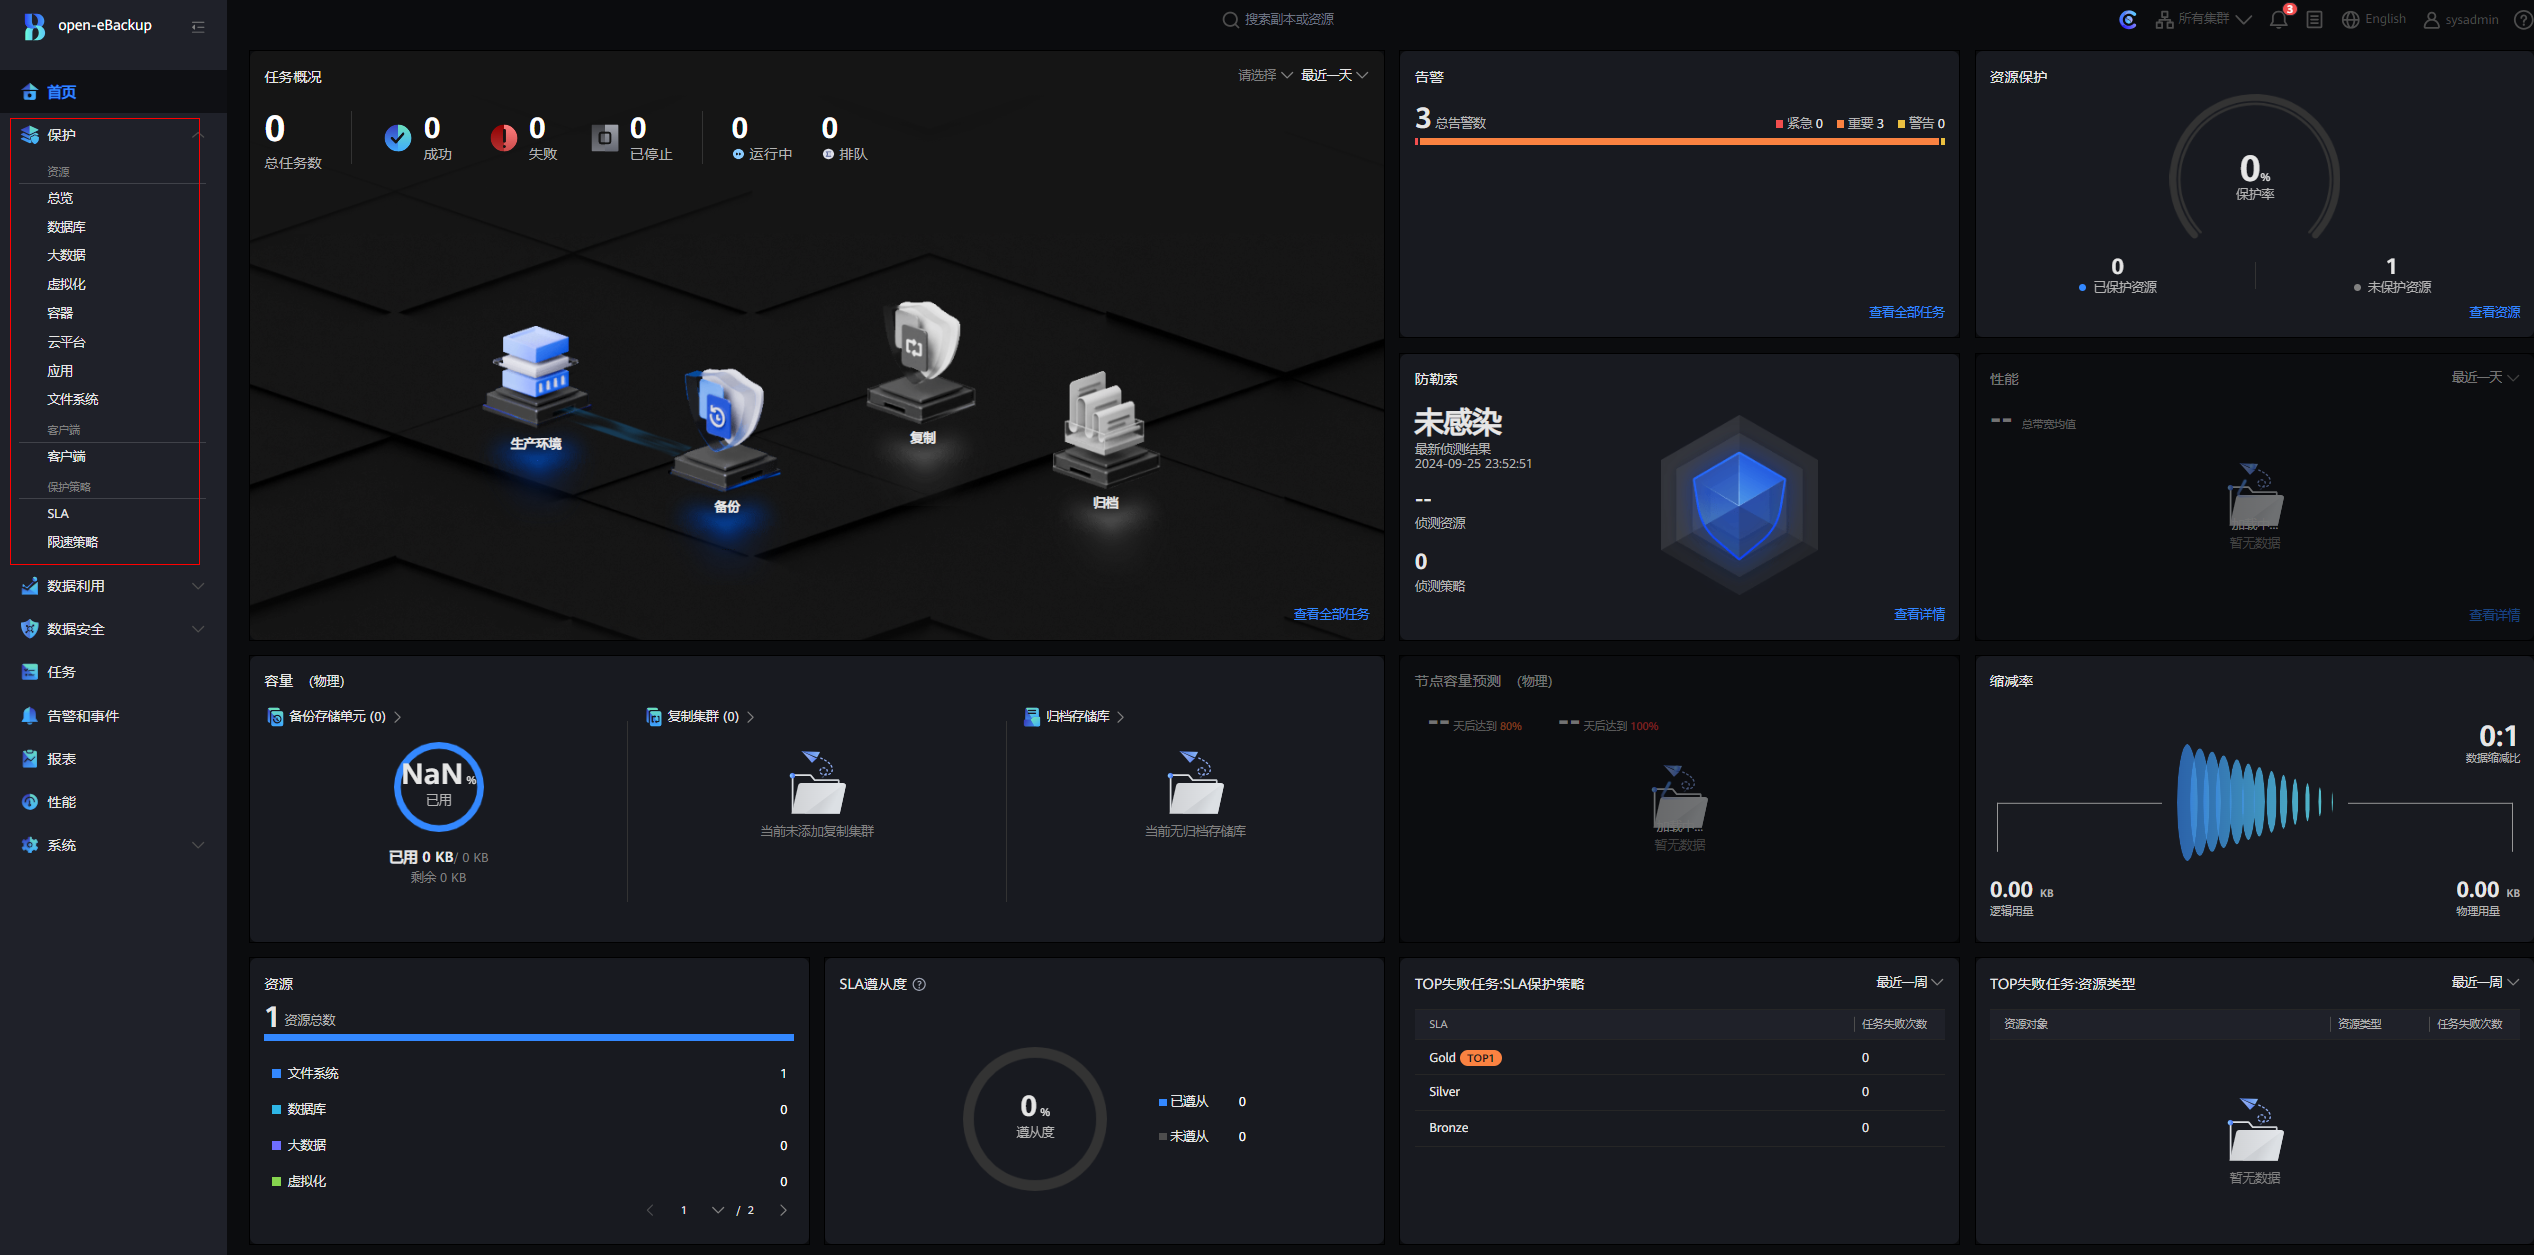 open-eBackup
搜索副本或资源
所有集群
3
English
sysadmin
首页
保护
资源
总览
数据库
大数据
虚拟化
容器
云平台
应用
文件系统
客户端
客户端
保护策略
SLA
限速策略
数据利用
数据安全
任务
告警和事件
报表
性能
系统
任务概况
请选择
最近一天
0
总任务数
0
成功
0
失败
0
已停止
0
运行中
0
排队
生产环境
备份
复制
归档
查看全部任务
告警
3 总告警数
紧急 0
重要 3
警告 0
查看全部任务
资源保护
0%
保护率
0
已保护资源
1
未保护资源
查看资源
防勒索
未感染
最新侦测结果
2024-09-25 23:52:51
--
侦测资源
0
侦测策略
查看详情
性能
最近一天
-- 总带宽均值
暂无数据
查看详情
容量 (物理)
备份存储单元 (0)
NaN%
已用
已用 0 KB/ 0 KB
剩余 0 KB
复制集群 (0)
当前未添加复制集群
归档存储库
当前无归档存储库
节点容量预测 (物理)
-- 天后达到 80%
-- 天后达到 100%
暂无数据
缩减率
0:1
数据缩减比
0.00 KB
逻辑用量
0.00 KB
物理用量
资源
1 资源总数
文件系统 1
数据库 0
大数据 0
虚拟化 0
1 / 2
SLA遵从度
0%
遵从度
已遵从 0
未遵从 0
TOP失败任务:SLA保护策略
最近一周
SLA 任务失败次数
Gold TOP1 0
Silver 0
Bronze 0
TOP失败任务:资源类型
最近一周
资源对象 资源类型 任务失败次数
暂无数据